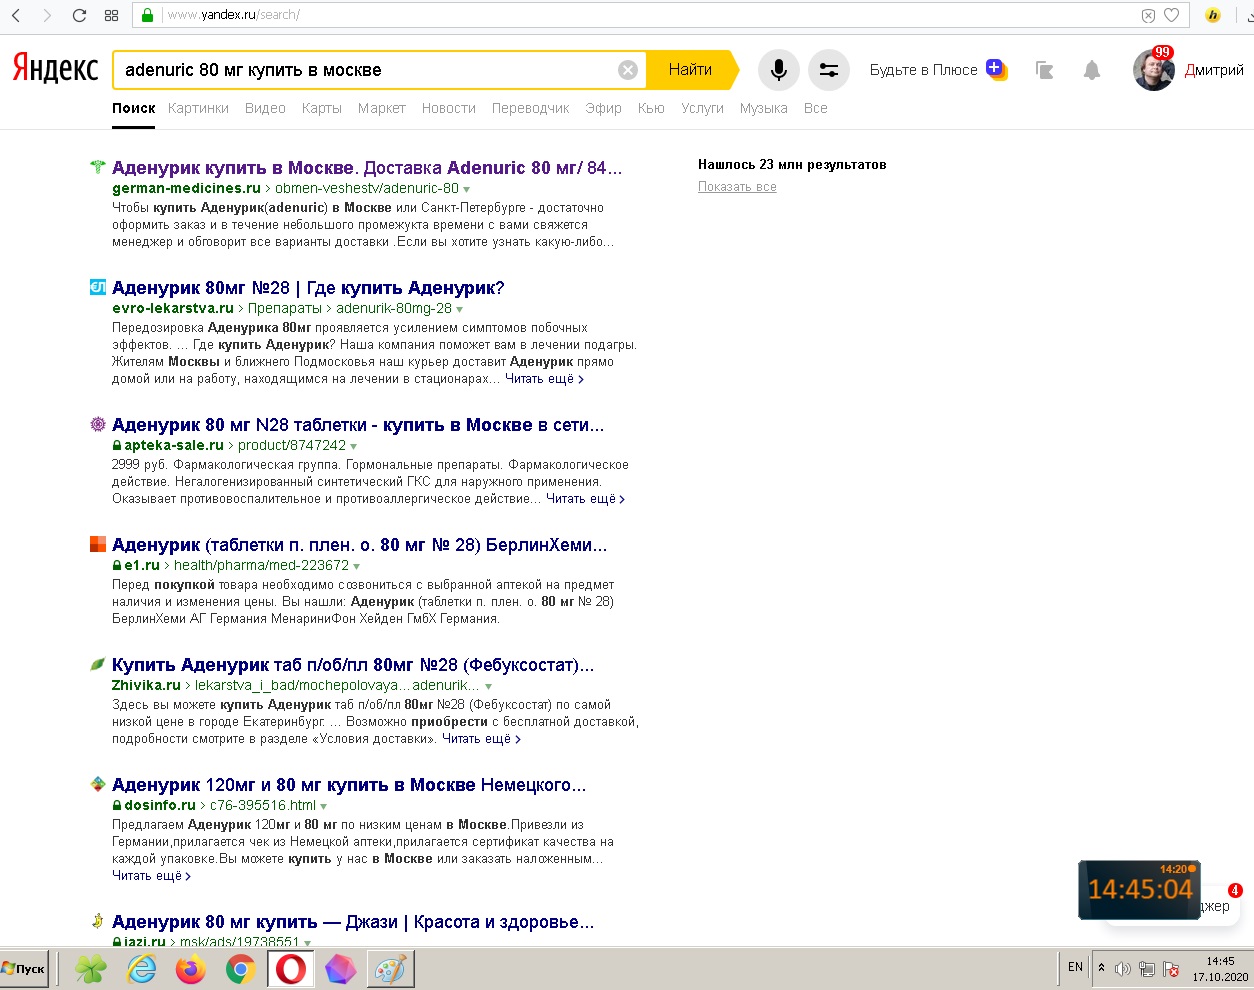 www.yandex.ru/search/
Яндекс
adenuric 80 мг купить в москве
Найти
Будьте в Плюсе
99
Дмитрий
Поиск Картинки Видео Карты Маркет Новости Переводчик Эфир Кью Услуги Музыка Все
Аденурик купить в Москве. Доставка Adenuric 80 мг/ 84...
german-medicines.ru › obmen-veshestv/adenuric-80
Чтобы купить Аденурик(adenuric) в Москве или Санкт-Петербурге - достаточно
оформить заказ и в течение небольшого промежукта времени с вами свяжется
менеджер и обговорит все варианты доставки .Если вы хотите узнать какую-либо...
Нашлось 23 млн результатов
Показать все
Аденурик 80мг №28 | Где купить Аденурик?
evro-lekarstva.ru › Препараты › adenurik-80mg-28
Передозировка Аденурика 80мг проявляется усилением симптомов побочных
эффектов. ... Где купить Аденурик? Наша компания поможет вам в лечении подагры.
Жителям Москвы и ближнего Подмосковья наш курьер доставит Аденурик прямо
домой или на работу, находящимся на лечении в стационарах... Читать ещё ›
Аденурик 80 мг N28 таблетки - купить в Москве в сети...
apteka-sale.ru › product/8747242
2999 руб. Фармакологическая группа. Гормональные препараты. Фармакологическое
действие. Негалогенизированный синтетический ГКС для наружного применения.
Оказывает противовоспалительное и противоаллергическое действие... Читать ещё ›
Аденурик (таблетки п. плен. о. 80 мг № 28) БерлинХеми...
e1.ru › health/pharma/med-223672
Перед покупкой товара необходимо созвониться с выбранной аптекой на предмет
наличия и изменения цены. Вы нашли: Аденурик (таблетки п. плен. о. 80 мг № 28)
БерлинХеми АГ Германия МенариниФон Хейден ГмбХ Германия.
Купить Аденурик таб п/об/пл 80мг №28 (Фебуксостат)...
Zhivika.ru › lekarstva_i_bad/mochepolovaya...adenurik...
Здесь вы можете купить Аденурик таб п/об/пл 80мг №28 (Фебуксостат) по самой
низкой цене в городе Екатеринбург. ... Возможно приобрести с бесплатной доставкой,
подробности смотрите в разделе «Условия доставки». Читать ещё ›
Аденурик 120мг и 80 мг купить в Москве Немецкого...
dosinfo.ru › c76-395516.html
Предлагаем Аденурик 120мг и 80 мг по низким ценам в Москве.Привезли из
Германии,прилагается чек из Немецкой аптеки,прилагается сертификат качества на
каждой упаковке.Вы можете купить у нас в Москве или заказать наложенным...
Читать ещё ›
Аденурик 80 мг купить — Джази | Красота и здоровье...
jazi.ru › msk/ads/19738551
14:20
14:45:04
4
джер
Пуск
EN
14:45
17.10.2020